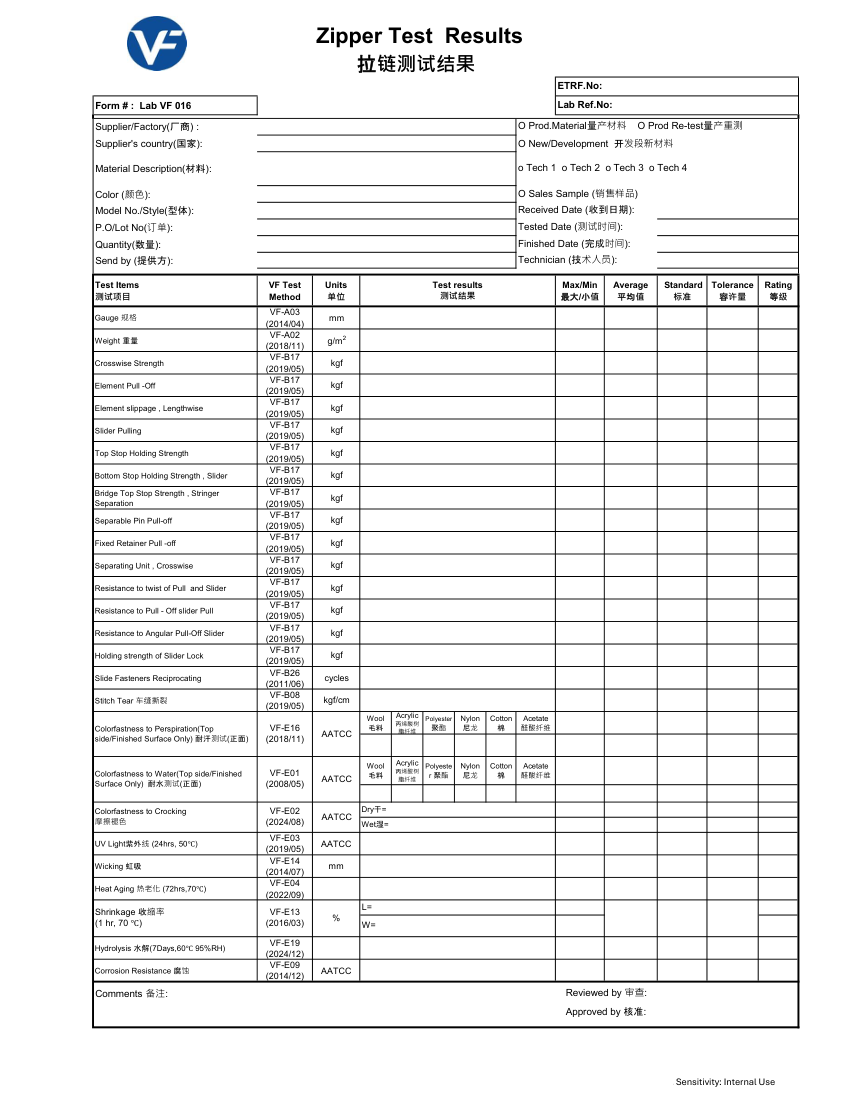 VF
Zipper Test Results
拉链测试结果
ETRF.No:
Form # : Lab VF 016
Lab Ref.No:
Supplier/Factory(厂商) :
O Prod.Material量产材料 O Prod Re-test量产重测
Supplier's country(国家):
O New/Development 开发段新材料
Material Description(材料):
o Tech 1 o Tech 2 o Tech 3 o Tech 4
Color (颜色):
O Sales Sample (销售样品)
Model No./Style(型体):
Received Date (收到日期):
P.O/Lot No(订单):
Tested Date (测试时间):
Quantity(数量):
Finished Date (完成时间):
Send by (提供方):
Technician (技术人员):
Test Items VF Test Units Test results Max/Min Average Standard Tolerance Rating
测试项目 Method 单位 测试结果 最大/小值 平均值 标准 容许量 等级
Gauge 规格 VF-A03 (2014/04) mm
Weight 重量 VF-A02 (2018/11) g/m2
Crosswise Strength VF-B17 (2019/05) kgf
Element Pull -Off VF-B17 (2019/05) kgf
Element slippage , Lengthwise VF-B17 (2019/05) kgf
Slider Pulling VF-B17 (2019/05) kgf
Top Stop Holding Strength VF-B17 (2019/05) kgf
Bottom Stop Holding Strength , Slider VF-B17 (2019/05) kgf
Bridge Top Stop Strength , Stringer
Separation VF-B17 (2019/05) kgf
Separable Pin Pull-off VF-B17 (2019/05) kgf
Fixed Retainer Pull -off VF-B17 (2019/05) kgf
Separating Unit , Crosswise VF-B17 (2019/05) kgf
Resistance to twist of Pull and Slider VF-B17 (2019/05) kgf
Resistance to Pull - Off slider Pull VF-B17 (2019/05) kgf
Resistance to Angular Pull-Off Slider VF-B17 (2019/05) kgf
Holding strength of Slider Lock VF-B17 (2019/05) kgf
Slide Fasteners Reciprocating VF-B26 (2011/06) cycles
Stitch Tear 车缝撕裂 VF-B08 (2019/05) kgf/cm
Colorfastness to Perspiration(Top
side/Finished Surface Only) 耐汗测试(正面) VF-E16 (2018/11) AATCC
Wool 毛料 Acrylic 丙烯酸树脂纤维 Polyester 聚酯 Nylon 尼龙 Cotton 棉 Acetate 醋酸纤维
Colorfastness to Water(Top side/Finished
Surface Only) 耐水测试(正面) VF-E01 (2008/05) AATCC
Wool 毛料 Acrylic 丙烯酸树脂纤维 Polyester 聚酯 Nylon 尼龙 Cotton 棉 Acetate 醋酸纤维
Colorfastness to Crocking
摩擦褪色 VF-E02 (2024/08) AATCC
Dry干=
Wet湿=
UV Light紫外线 (24hrs, 50℃) VF-E03 (2019/05) AATCC
Wicking 虹吸 VF-E14 (2014/07) mm
Heat Aging 热老化 (72hrs,70℃) VF-E04 (2022/09)
Shrinkage 收缩率
(1 hr, 70 ℃) VF-E13 (2016/03) %
L=
W=
Hydrolysis 水解(7Days,60℃ 95%RH) VF-E19 (2024/12)
Corrosion Resistance 腐蚀 VF-E09 (2014/12) AATCC
Comments 备注:
Reviewed by 审查:
Approved by 核准:
Sensitivity: Internal Use